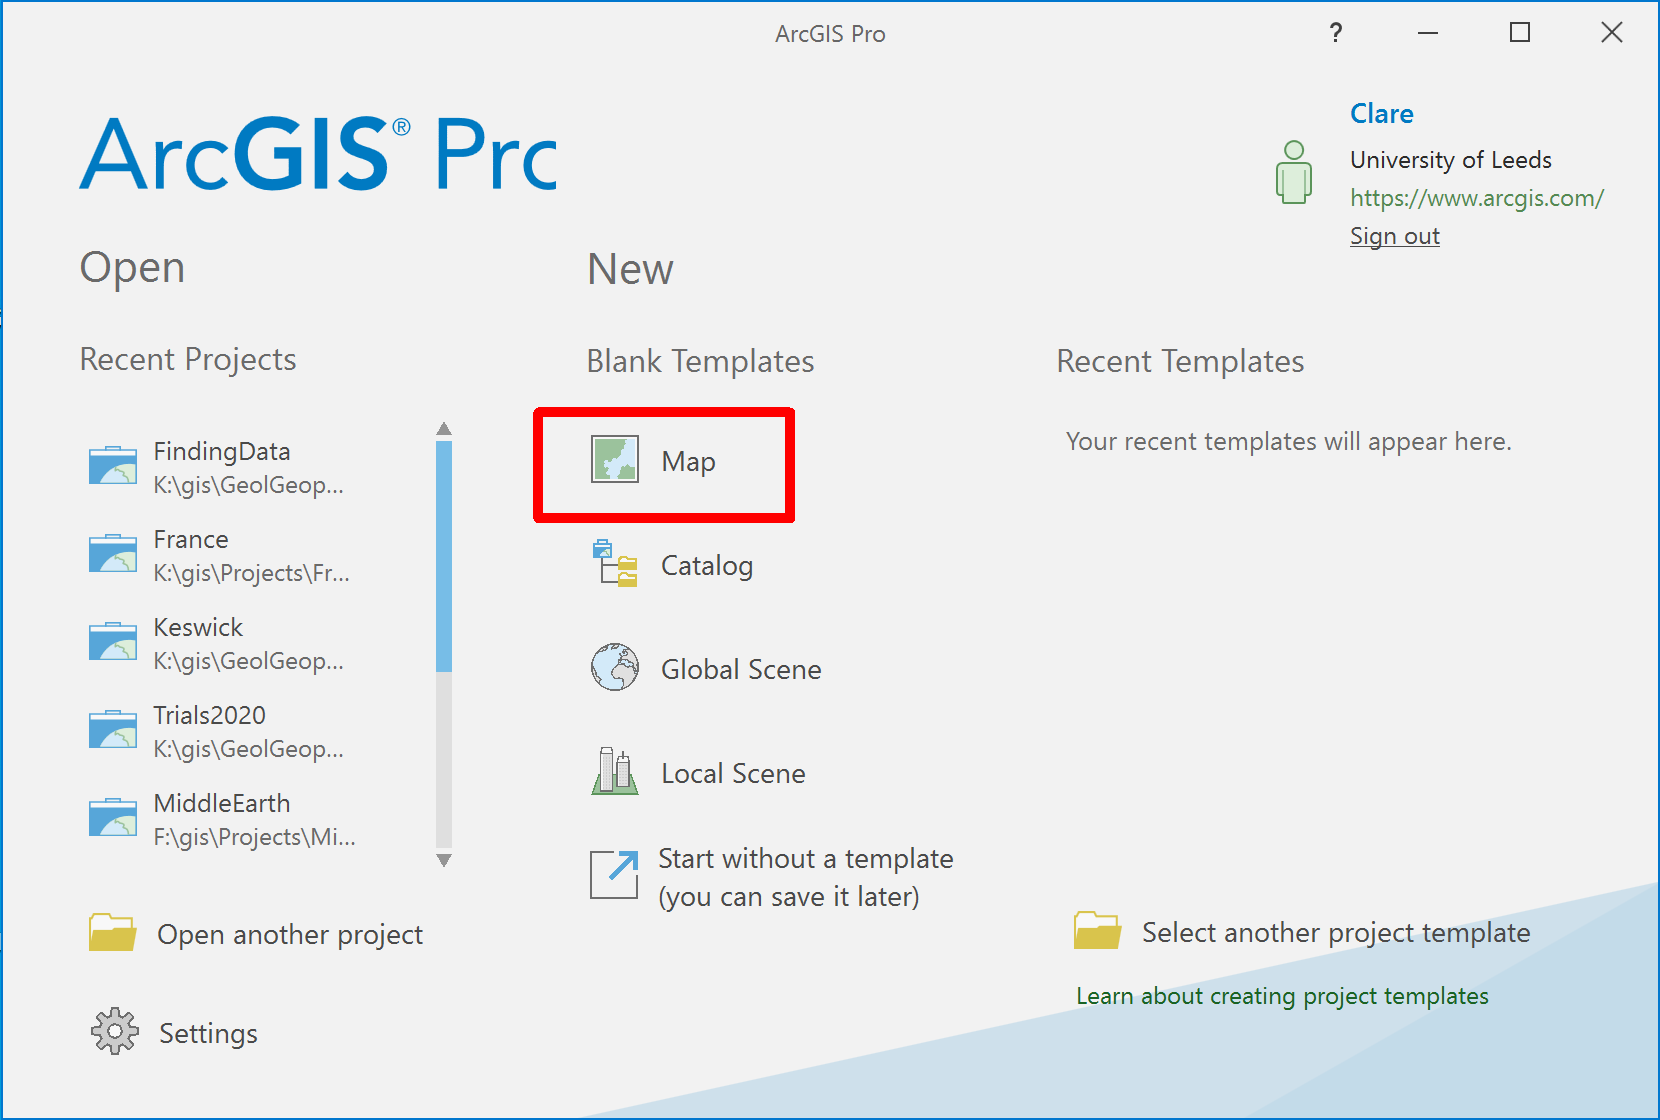 ArcGIS Pro
?
ArcGIS® Prc
Clare
University of Leeds
https://www.arcgis.com/
Sign out
Open
New
Recent Projects
Blank Templates
Recent Templates
FindingData
K:\gis\GeolGeop...
France
K:\gis\Projects\Fr...
Keswick
K:\gis\GeolGeop...
Trials2020
K:\gis\GeolGeop...
MiddleEarth
F:\gis\Projects\Mi...
Open another project
Settings
Map
Catalog
Global Scene
Local Scene
Start without a template
(you can save it later)
Your recent templates will appear here.
Select another project template
Learn about creating project templates